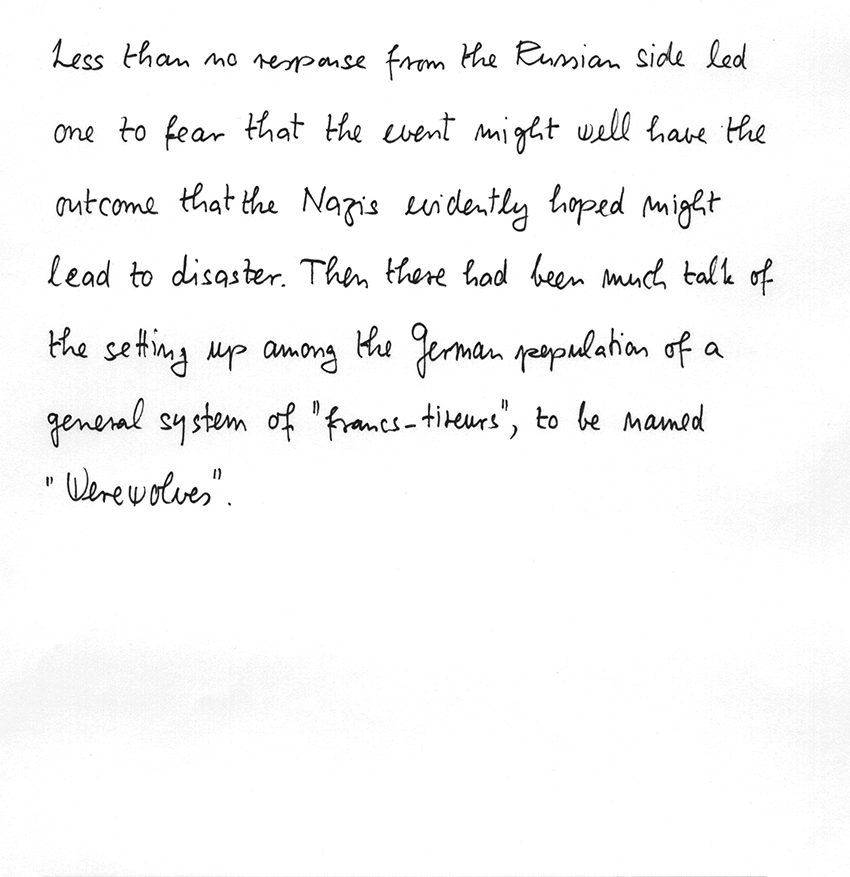 Less than no response from the Russian side led
one to fear that the event might well have the
outcome that the Nazis evidently hoped might
lead to disaster. Then there had been much talk of
the setting up among the German population of a
general system of "francs-tireurs", to be named
"Werewolves".